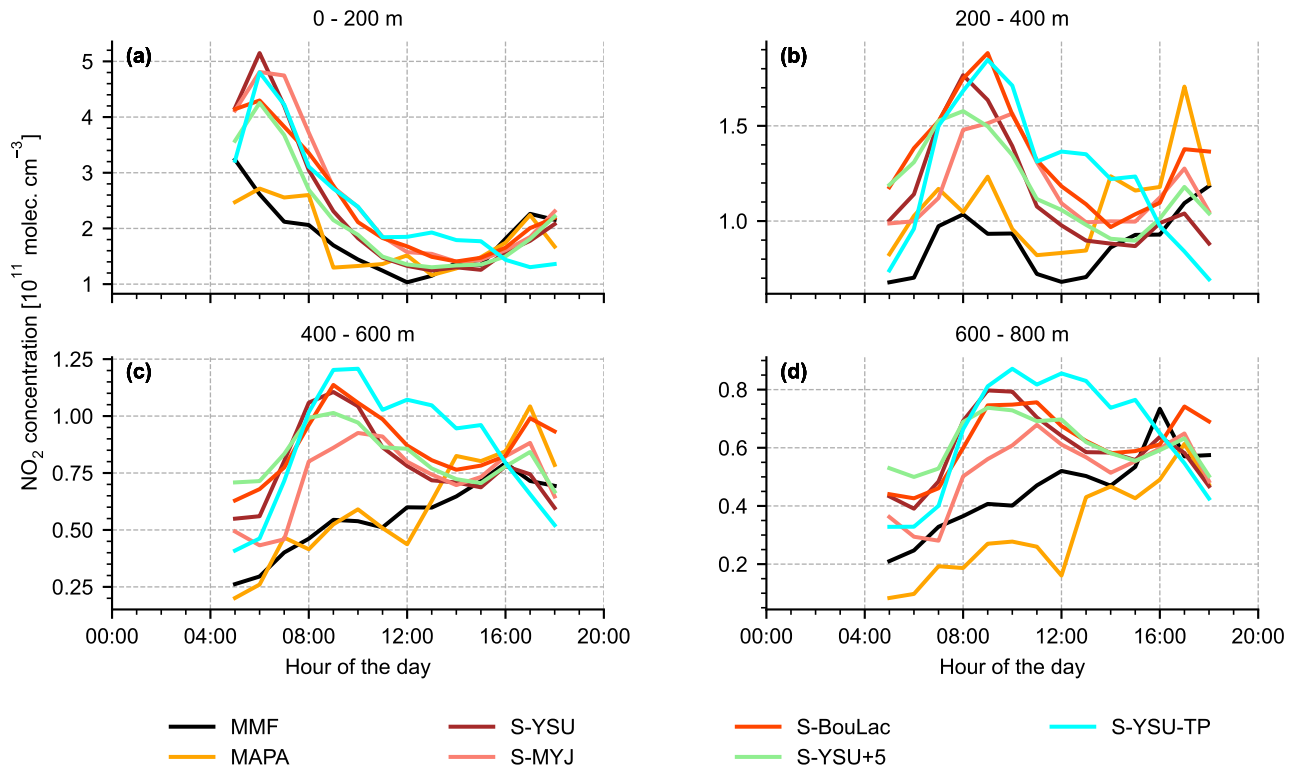 0 - 200 m
200 - 400 m
(a)
(b)
5
4
3
2
1
1.5
1.0
NO₂ concentration [10¹¹ molec. cm⁻³]
400 - 600 m
600 - 800 m
(c)
(d)
1.25
1.00
0.75
0.50
0.25
0.8
0.6
0.4
0.2
00:00 04:00 08:00 12:00 16:00 20:00
00:00 04:00 08:00 12:00 16:00 20:00
Hour of the day
Hour of the day
MMF
MAPA
S-YSU
S-MYJ
S-BouLac
S-YSU+5
S-YSU-TP